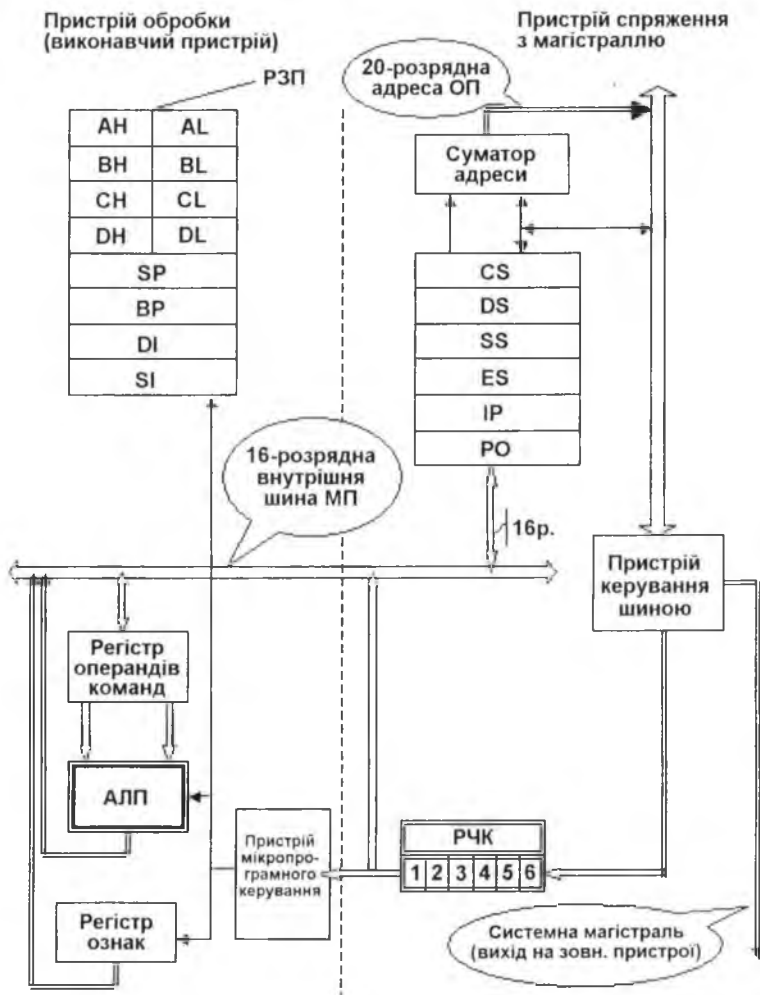 Пристрій обробки
(виконавчий пристрій)
РЗП
AH AL
BH BL
CH CL
DH DL
SP
BP
DI
SI
Пристрій спряження
з магістраллю
20-розрядна
адреса ОП
Суматор
адреси
CS
DS
SS
ES
IP
PO
16р.
16-розрядна
внутрішня
шина МП
Пристрій
керування
шиною
Регістр
операндів
команд
АЛП
Регістр
ознак
Пристрій
мікропро-
грамного
керування
РЧК
1 2 3 4 5 6
Системна магістраль
(вихід на зовн. пристрої)